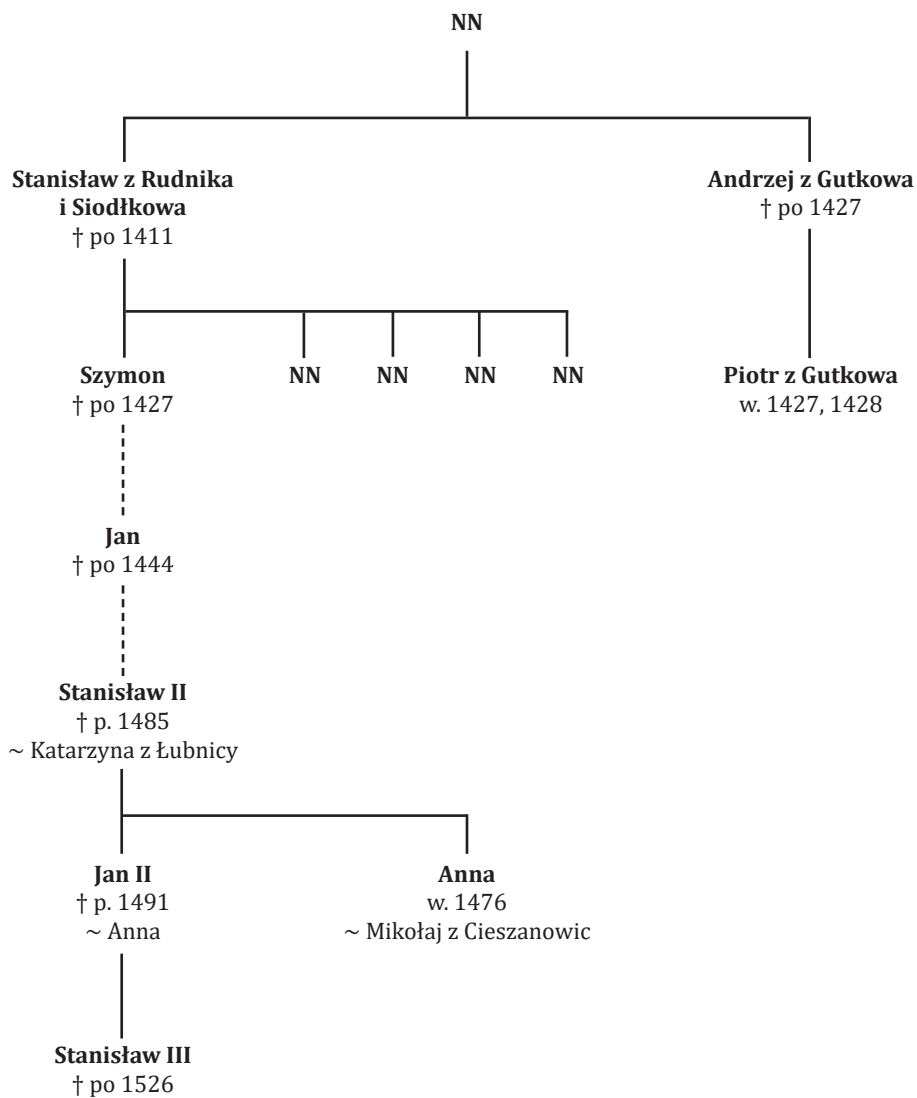 NN
Stanisław z Rudnika
i Siodłkowa
† po 1411
Andrzej z Gutkowa
† po 1427
Szymon
† po 1427
NN
NN
NN
NN
Piotr z Gutkowa
w. 1427, 1428
Jan
† po 1444
Stanisław II
† p. 1485
~ Katarzyna z Łubnicy
Jan II
† p. 1491
~ Anna
Anna
w. 1476
~ Mikołaj z Cieszanowic
Stanisław III
† po 1526